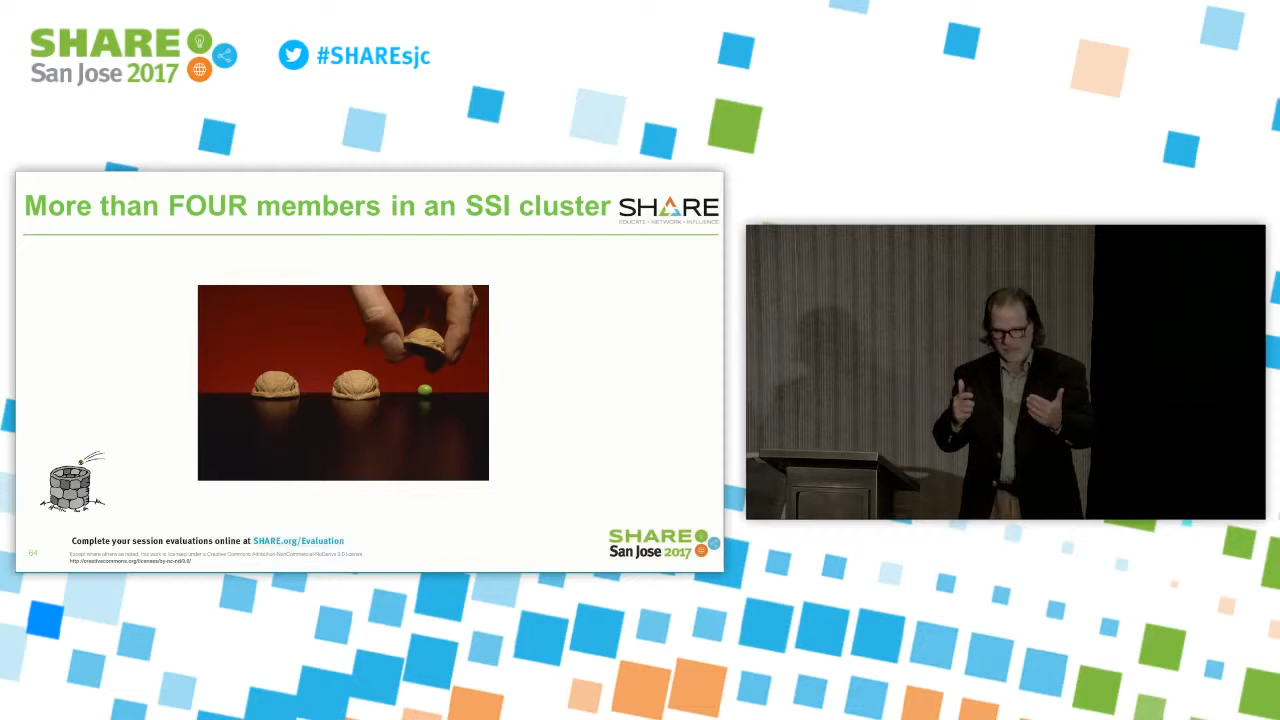 SHARE
San Jose 2017
#SHAREsjc
More than FOUR members in an SSI cluster
SHARE
EDUCATE • NETWORK • INFLUENCE
Complete your session evaluations online at SHARE.org/Evaluation
64
Except where otherwise noted, this work is licensed under a Creative Commons Attribution-NonCommercial-NoDerivs 3.0 license.
http://creativecommons.org/licenses/by-nc-nd/3.0/
SHARE
San Jose 2017